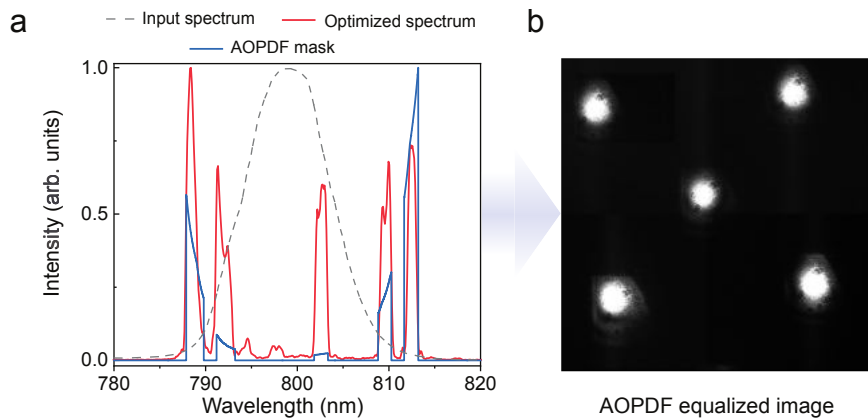 a
Input spectrum
Optimized spectrum
AOPDF mask
Intensity (arb. units)
1.0
0.5
0.0
780
790
800
810
820
Wavelength (nm)
b
AOPDF equalized image